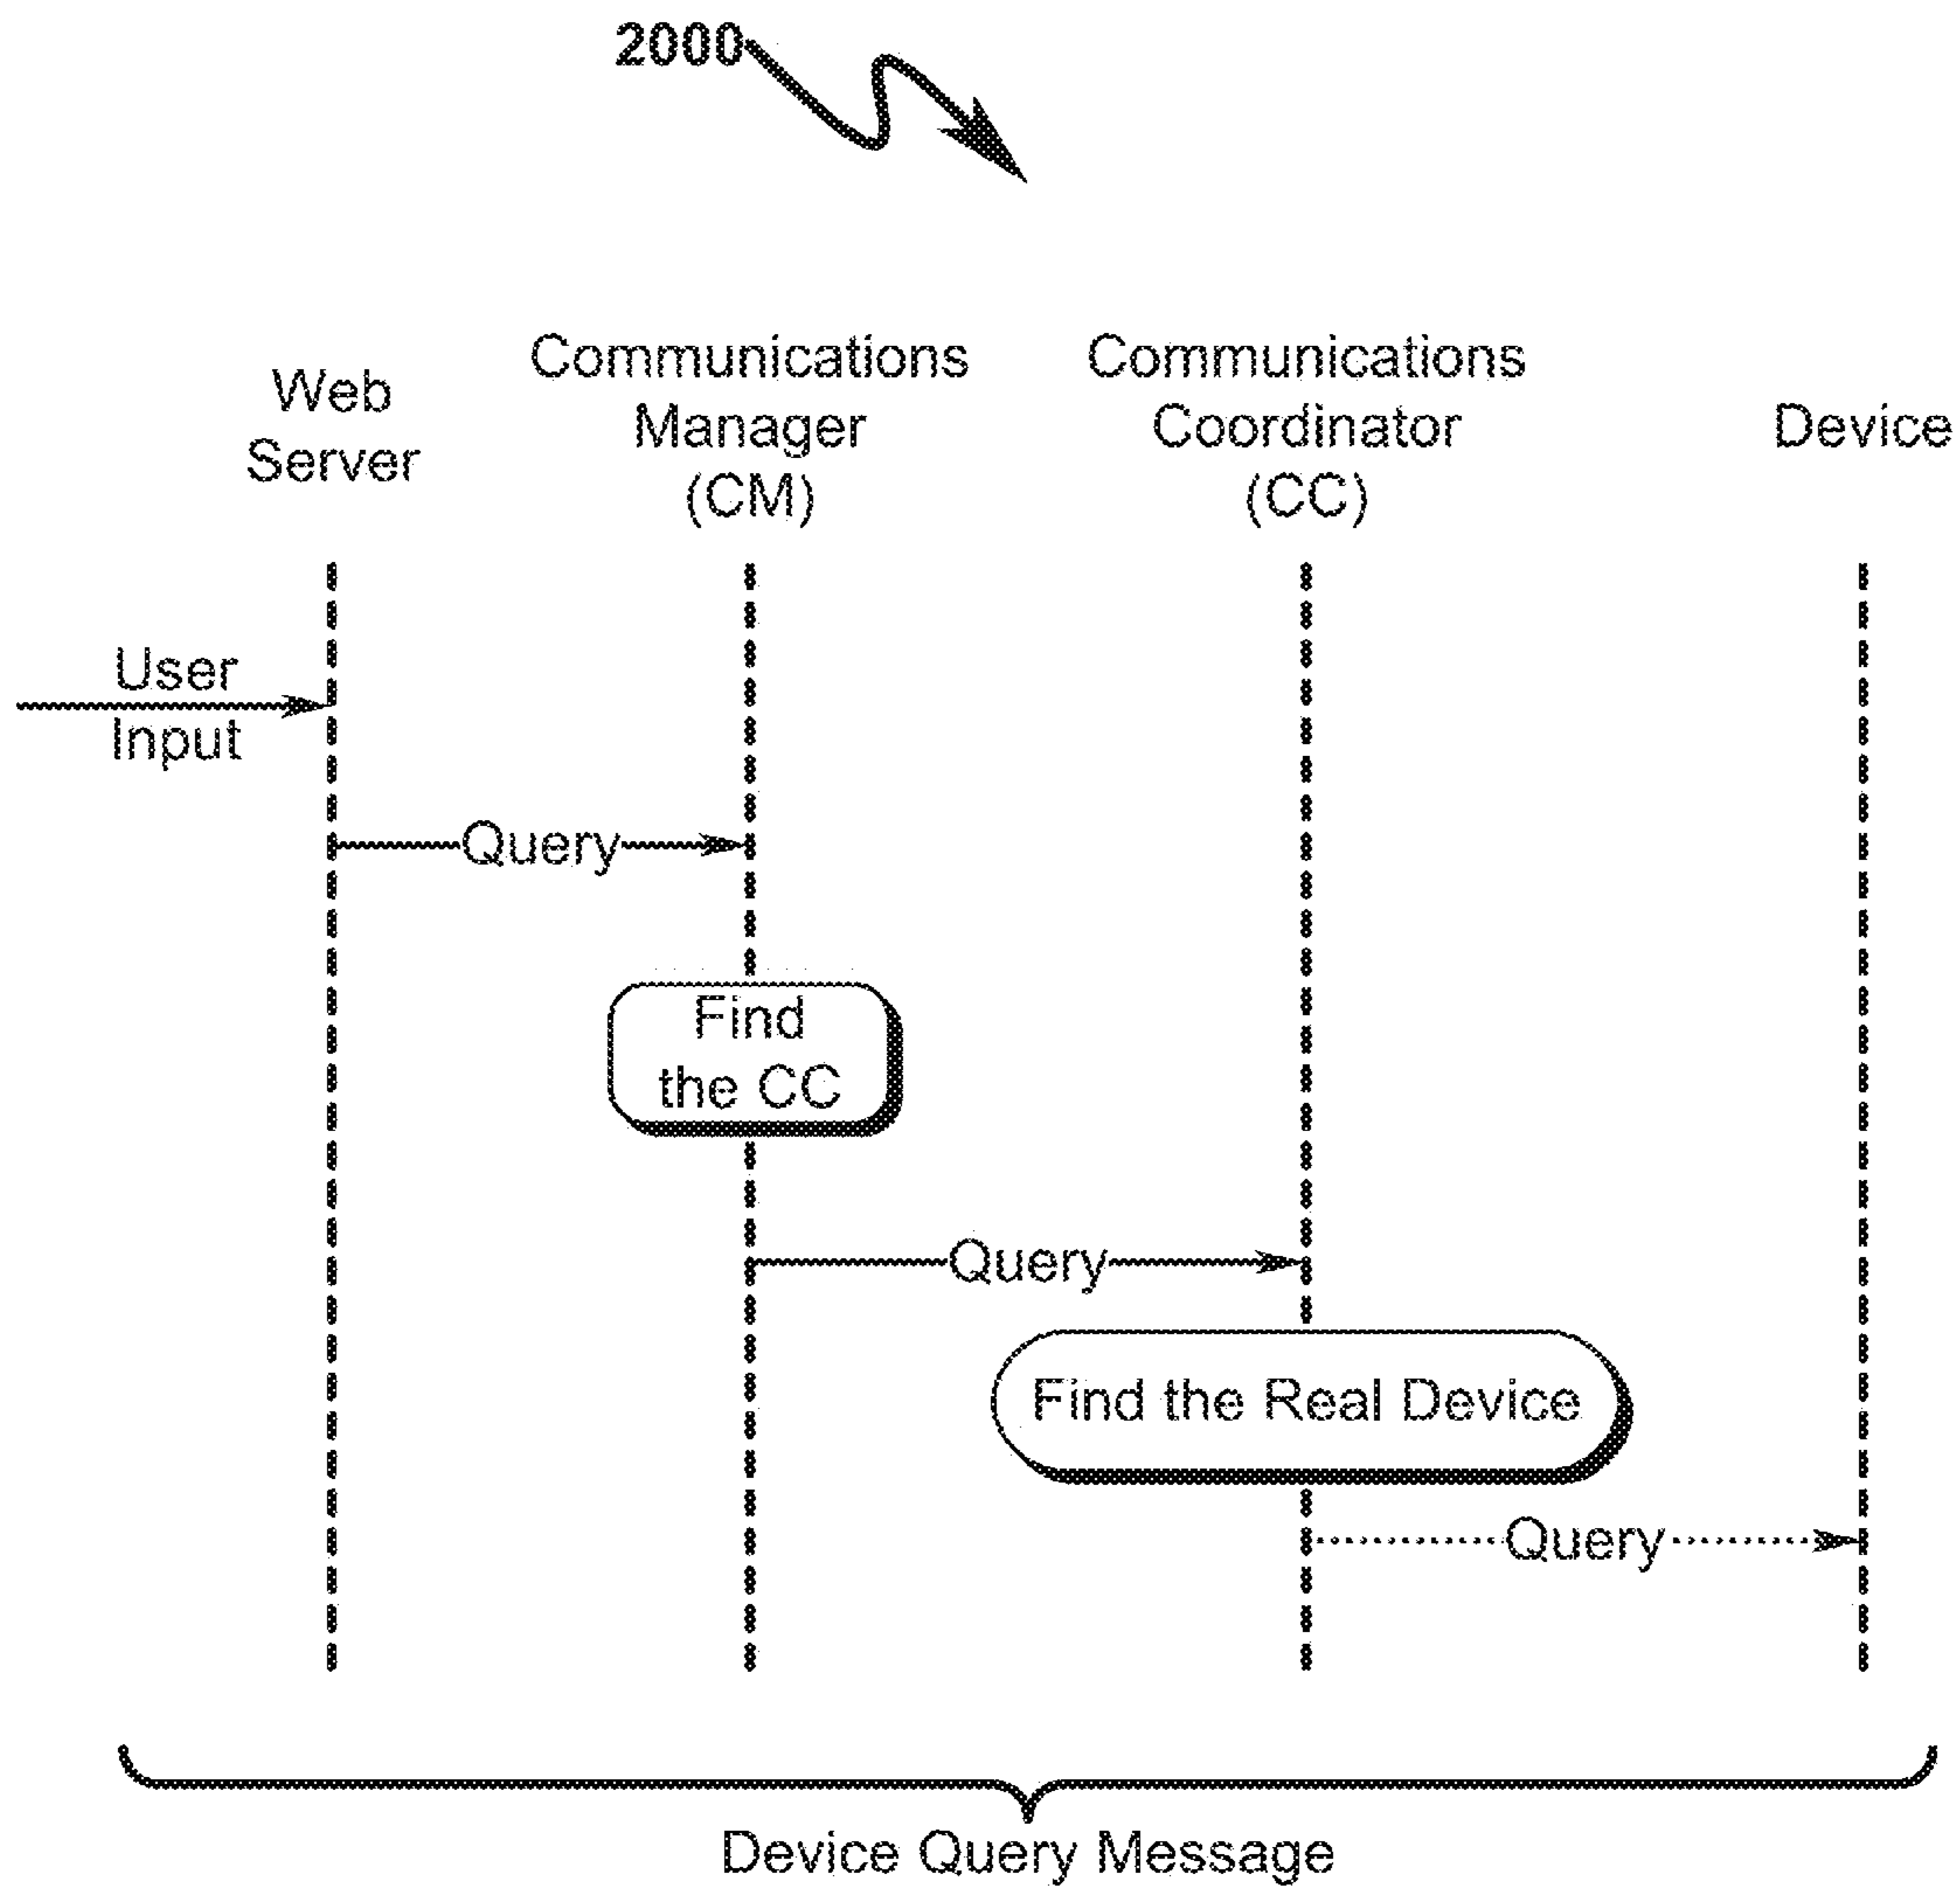 2000
Web
Server
Communications
Manager
(CM)
Communications
Coordinator
(CC)
Device
User
Input
Query
Find
the CC
Query
Find the Real Device
Query
Device Query Message